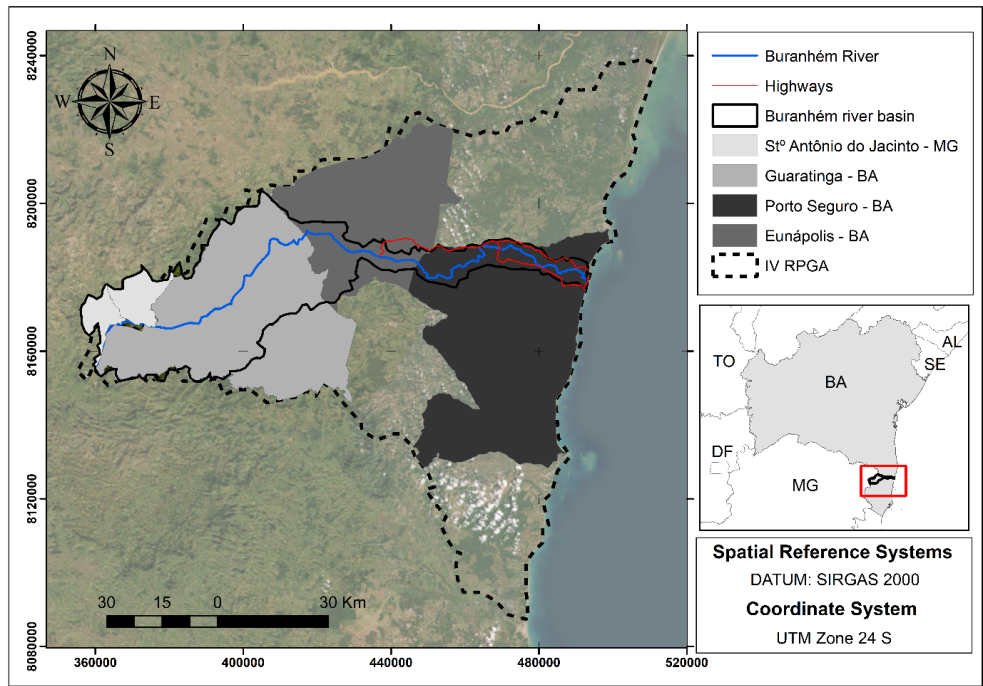 N
W E
S
8240000
8200000
8160000
8120000
8080000
360000 400000 440000 480000 520000
30 15 0 30 Km
Buranhém River
Highways
Buranhém river basin
Stº Antônio do Jacinto - MG
Guaratinga - BA
Porto Seguro - BA
Eunápolis - BA
IV RPGA
AL
SE
TO
BA
DF
MG
Spatial Reference Systems
DATUM: SIRGAS 2000
Coordinate System
UTM Zone 24 S